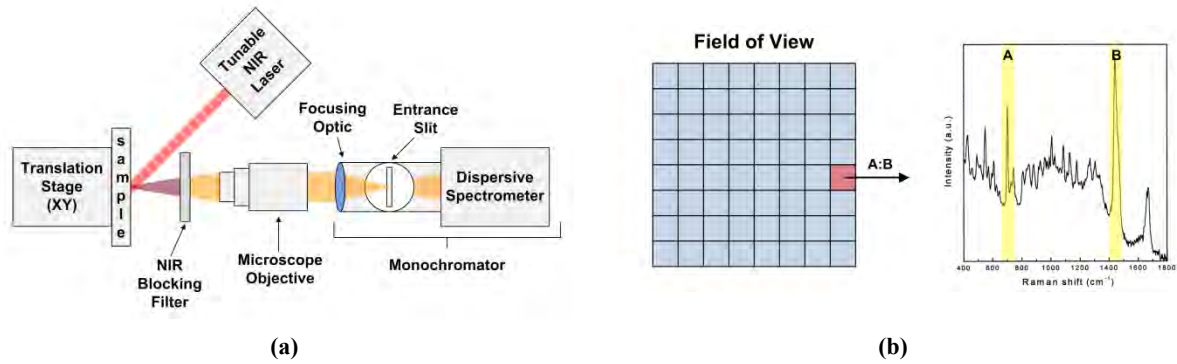 Tunable
NIR
Laser
Focusing
Optic
Entrance
Slit
Translation
Stage
(XY)
sample
Dispersive
Spectrometer
NIR
Blocking
Filter
Microscope
Objective
Monochromator
(a)
Field of View
A:B
A
B
Intensity (a.u.)
400 600 800 1000 1200 1400 1600 1800
Raman shift (cm⁻¹)
(b)